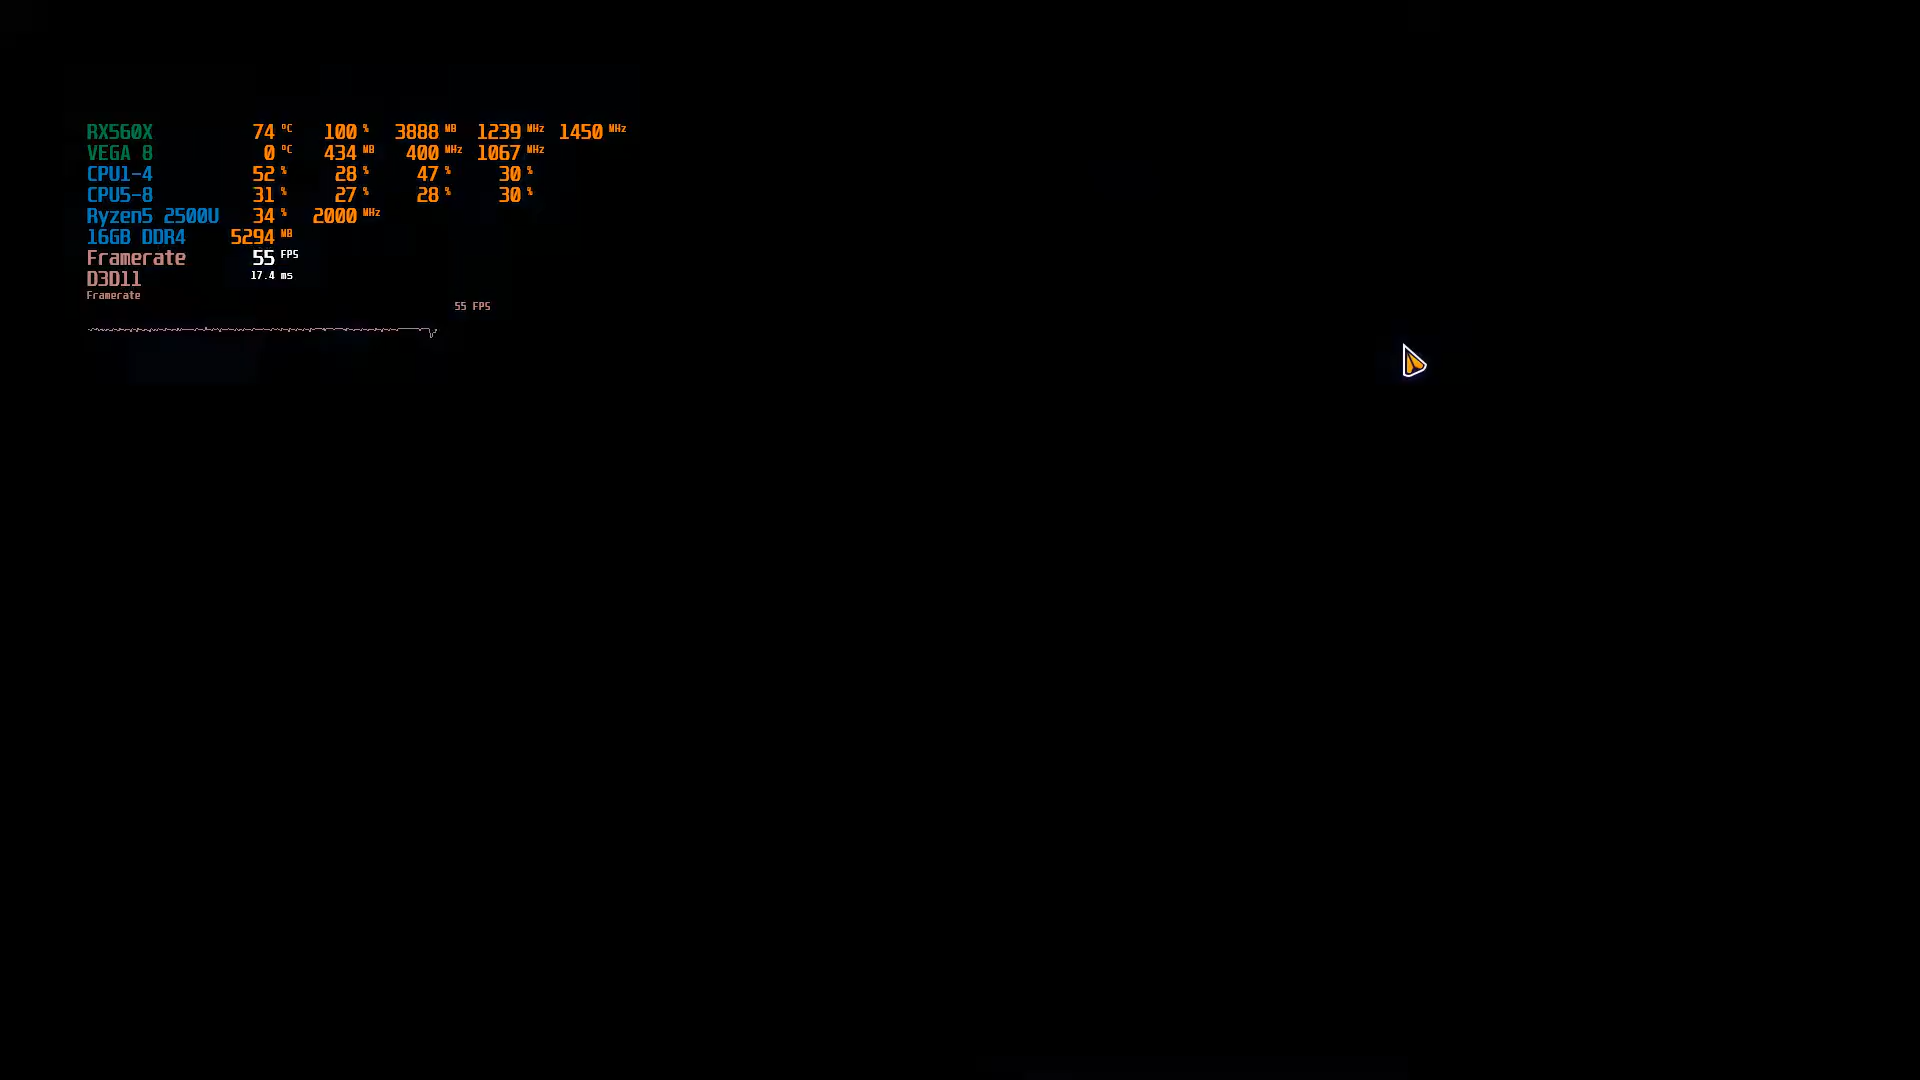 RX560X 74 °C 100 % 3888 MB 1239 MHz 1450 MHz
VEGA 8 0 °C 434 MB 400 MHz 1067 MHz
CPU1-4 52 % 28 % 47 % 30 %
CPU5-8 31 % 27 % 28 % 30 %
Ryzen5 2500U 34 % 2000 MHz
16GB DDR4 5294 MB
Framerate 55 FPS
D3D11 17.4 ms
Framerate
55 FPS